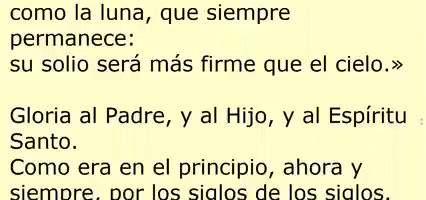 como la luna, que siempre
permanece:
su solio será más firme que el cielo.»
Gloria al Padre, y al Hijo, y al Espíritu
Santo.
Como era en el principio, ahora y
siempre, por los siglos de los siglos.